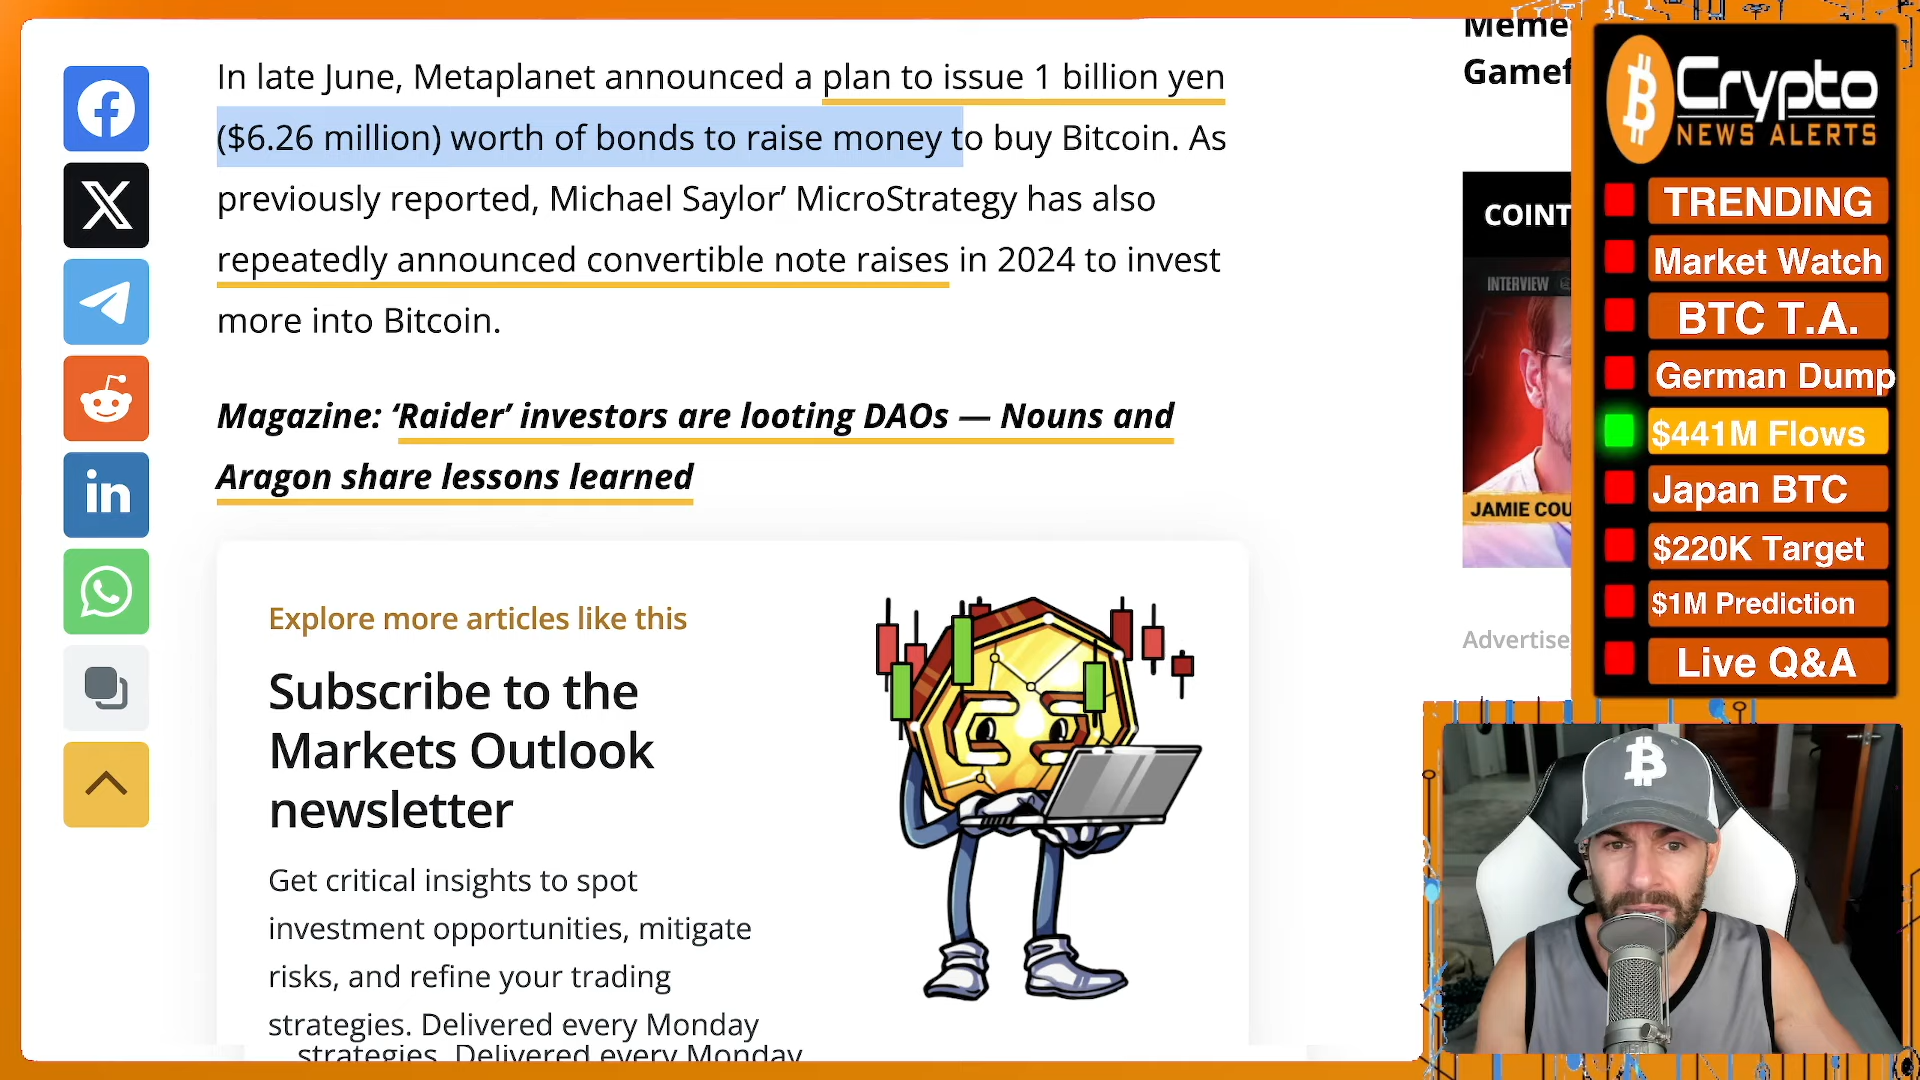 In late June, Metaplanet announced a plan to issue 1 billion yen
($6.26 million) worth of bonds to raise money to buy Bitcoin. As
previously reported, Michael Saylor’ MicroStrategy has also
repeatedly announced convertible note raises in 2024 to invest
more into Bitcoin.
Magazine: ‘Raider’ investors are looting DAOs — Nouns and
Aragon share lessons learned
Explore more articles like this
Subscribe to the
Markets Outlook
newsletter
Get critical insights to spot
investment opportunities, mitigate
risks, and refine your trading
strategies. Delivered every Monday
strategies. Delivered every Monday
in
COINT
INTERVIEW
JAMIE COU
Advertise
Crypto
NEWS ALERTS
TRENDING
Market Watch
BTC T.A.
German Dump
$441M Flows
Japan BTC
$220K Target
$1M Prediction
Live Q&A